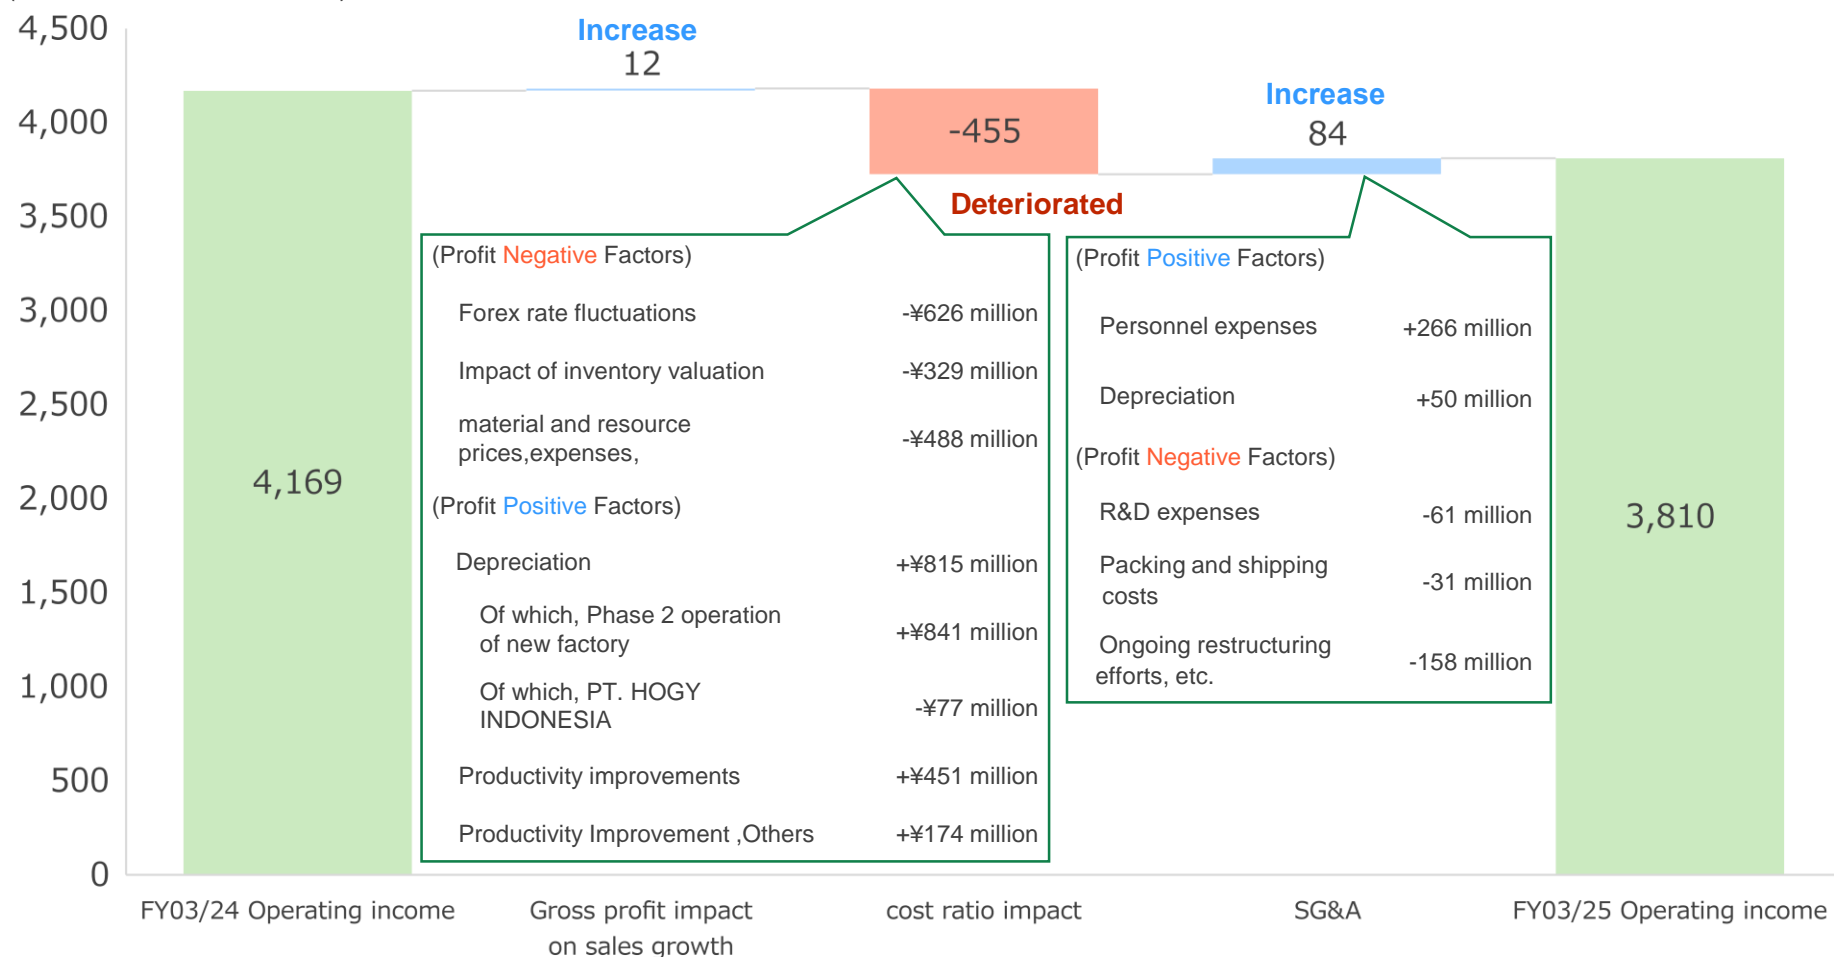 4,500
4,000
3,500
3,000
2,500
2,000
1,500
1,000
500
0
4,169
Increase
12
-455
Deteriorated
Increase
84
3,810
(Profit Negative Factors)
Forex rate fluctuations -¥626 million
Impact of inventory valuation -¥329 million
material and resource
prices,expenses, -¥488 million
(Profit Positive Factors)
Depreciation +¥815 million
Of which, Phase 2 operation
of new factory +¥841 million
Of which, PT. HOGY
INDONESIA -¥77 million
Productivity improvements +¥451 million
Productivity Improvement ,Others +¥174 million
(Profit Positive Factors)
Personnel expenses +266 million
Depreciation +50 million
(Profit Negative Factors)
R&D expenses -61 million
Packing and shipping
costs -31 million
Ongoing restructuring
efforts, etc. -158 million
FY03/24 Operating income
Gross profit impact
on sales growth
cost ratio impact
SG&A
FY03/25 Operating income